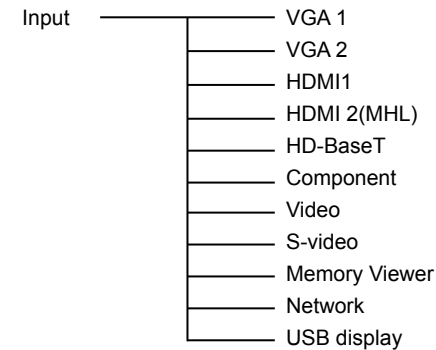 Input
VGA 1
VGA 2
HDMI1
HDMI 2(MHL)
HD-BaseT
Component
Video
S-video
Memory Viewer
Network
USB display